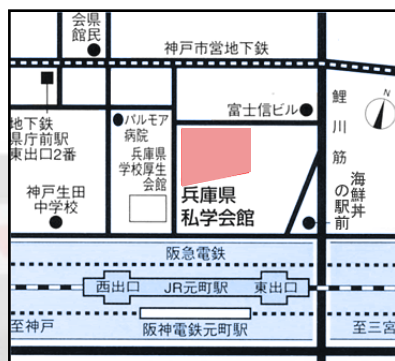 県民
会館
神戸市営地下鉄
富士信ビル
N
鯉川筋
地下鉄
県庁前駅
東出口2番
パルモア
病院
兵庫県
学校厚生
会館
神戸生田
中学校
兵庫県
私学会館
海鮮丼
の駅前
阪急電鉄
西出口
JR元町駅
東出口
至神戸
阪神電鉄元町駅
至三宮